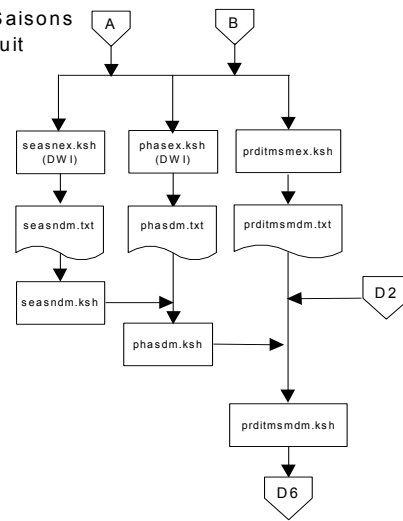 Saisons
uit
A
B
seasnex.ksh
(DWI)
phasex.ksh
(DWI)
prditmsmex.ksh
seasndm.txt
phasdm.txt
prditmsmdm.txt
seasndm.ksh
D2
phasdm.ksh
prditmsmdm.ksh
D6